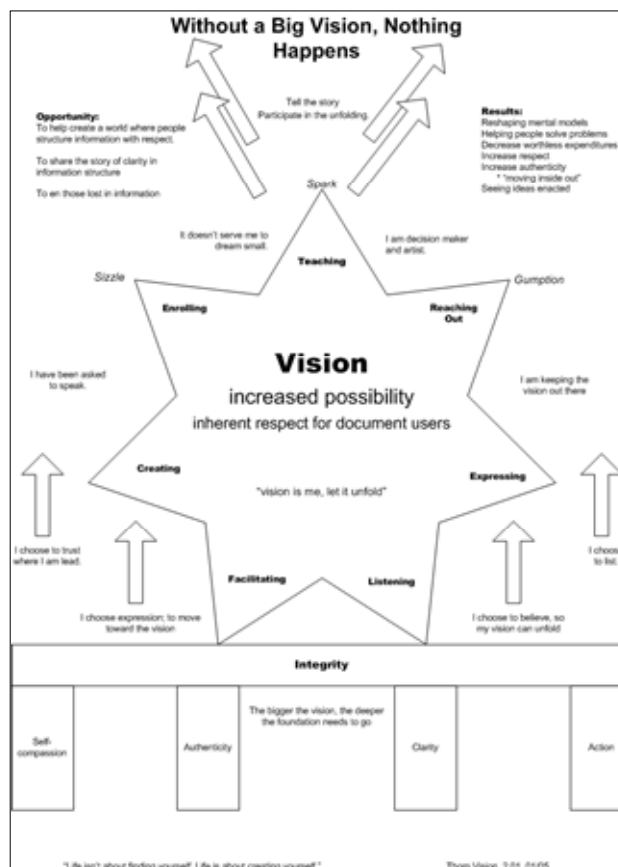 Without a Big Vision, Nothing
Happens
Tell the story
Participate in the unfolding.
Opportunity:
To help create a world where people
structure information with respect.
To share the story of clarity in
information structure
To en those lost in information
Results:
Reshaping mental models
Helping people solve problems
Decrease worthless expenditures
Increase respect
Increase authenticity
* "moving inside out"
Seeing ideas enacted
Spark
It doesn't serve me to
dream small.
I am decision maker
and artist.
Teaching
Sizzle
Gumption
Enrolling
Reaching
Out
Vision
increased possibility
inherent respect for document users
I have been asked
to speak.
I am keeping the
vision out there
Creating
Expressing
"vision is me, let it unfold"
I choose to trust
where I am lead.
I choose
to list.
Facilitating
Listening
I choose expression; to move
toward the vision
I choose to believe, so
my vision can unfold
Integrity
The bigger the vision, the deeper
the foundation needs to go
Self-
compassion
Authenticity
Clarity
Action
"Life isn't about finding yourself. Life is about creating yourself."
Thom Vision, 2.01, 01/05